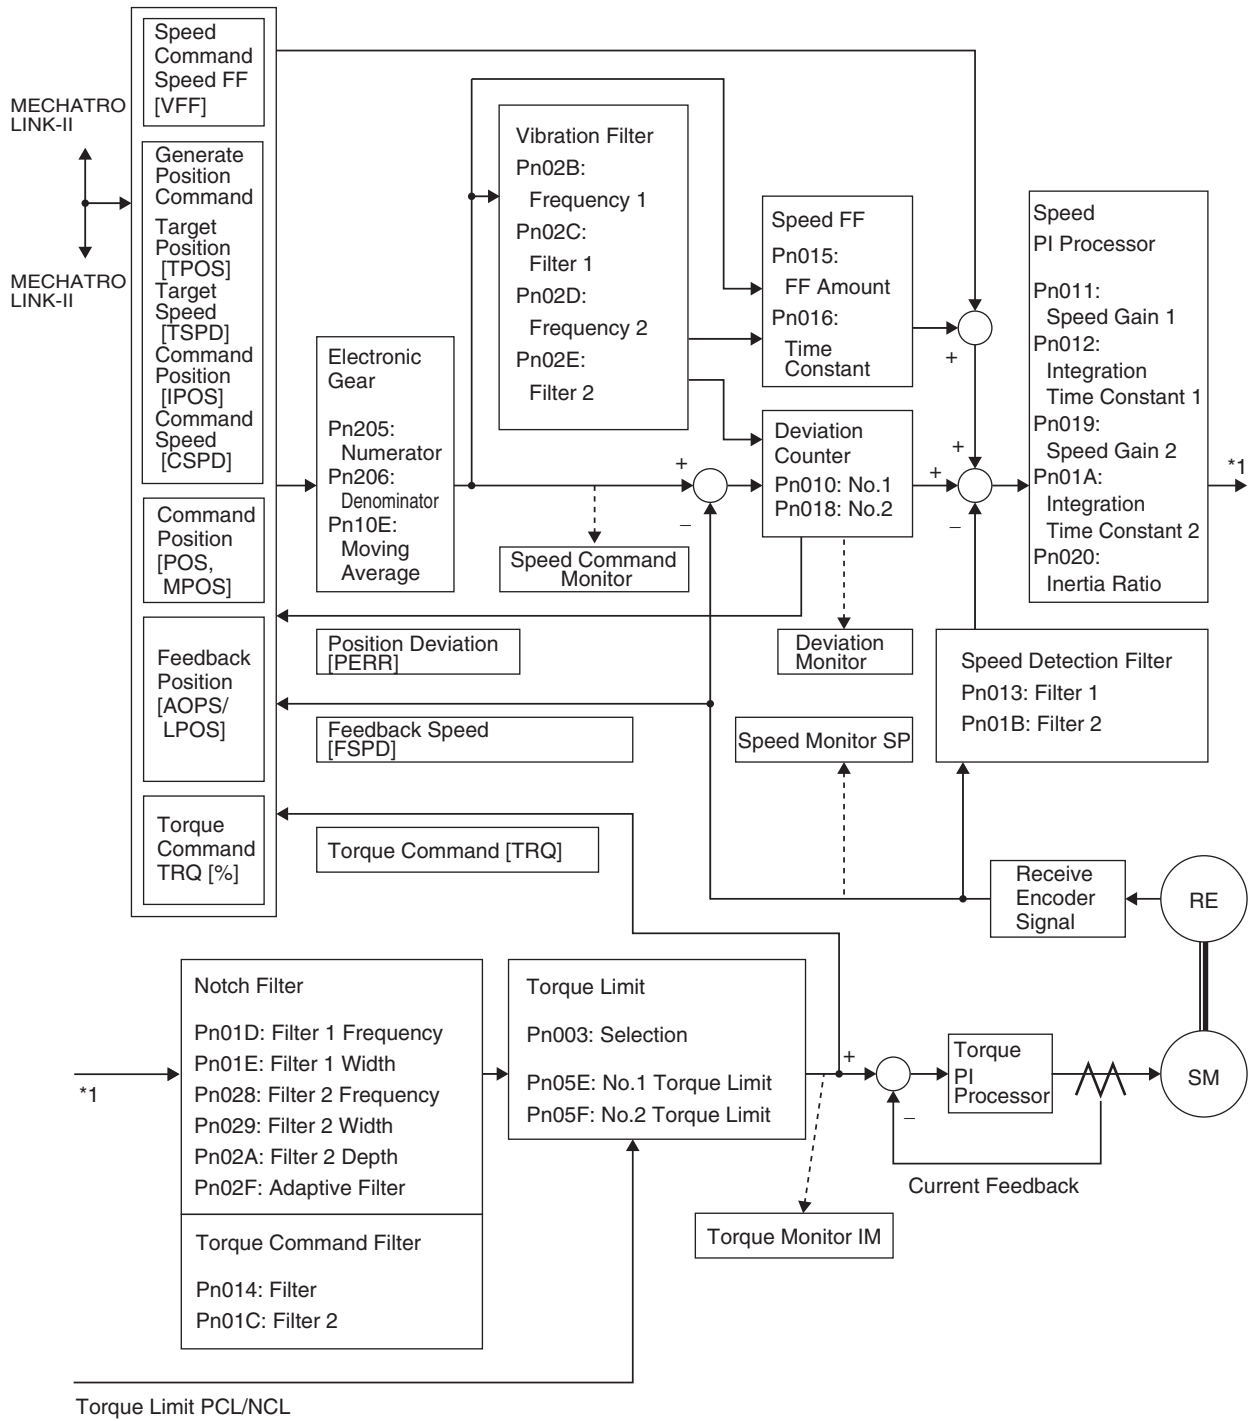 MECHATRO
LINK-II
MECHATRO
LINK-II
Speed
Command
Speed FF
[VFF]
Generate
Position
Command
Target
Position
[TPOS]
Target
Speed
[TSPD]
Command
Position
[IPOS]
Command
Speed
[CSPD]
Command
Position
[POS,
MPOS]
Feedback
Position
[AOPS/
LPOS]
Torque
Command
TRQ [%]
Electronic
Gear
Pn205:
Numerator
Pn206:
Denominator
Pn10E:
Moving
Average
Vibration Filter
Pn02B:
Frequency 1
Pn02C:
Filter 1
Pn02D:
Frequency 2
Pn02E:
Filter 2
Speed FF
Pn015:
FF Amount
Pn016:
Time
Constant
+
+
Speed
PI Processor
Pn011:
Speed Gain 1
Pn012:
Integration
Time Constant 1
Pn019:
Speed Gain 2
Pn01A:
Integration
Time Constant 2
Pn020:
Inertia Ratio
*1
+
–
Deviation
Counter
Pn010: No.1
Pn018: No.2
+
–
Speed Command
Monitor
Position Deviation
[PERR]
Deviation
Monitor
Speed Detection Filter
Pn013: Filter 1
Pn01B: Filter 2
Feedback Speed
[FSPD]
Speed Monitor SP
Torque Command [TRQ]
Receive
Encoder
Signal
RE
*1
Notch Filter
Pn01D: Filter 1 Frequency
Pn01E: Filter 1 Width
Pn028: Filter 2 Frequency
Pn029: Filter 2 Width
Pn02A: Filter 2 Depth
Pn02F: Adaptive Filter
Torque Command Filter
Pn014: Filter
Pn01C: Filter 2
Torque Limit
Pn003: Selection
Pn05E: No.1 Torque Limit
Pn05F: No.2 Torque Limit
+
–
Torque
PI
Processor
SM
Current Feedback
Torque Monitor IM
Torque Limit PCL/NCL